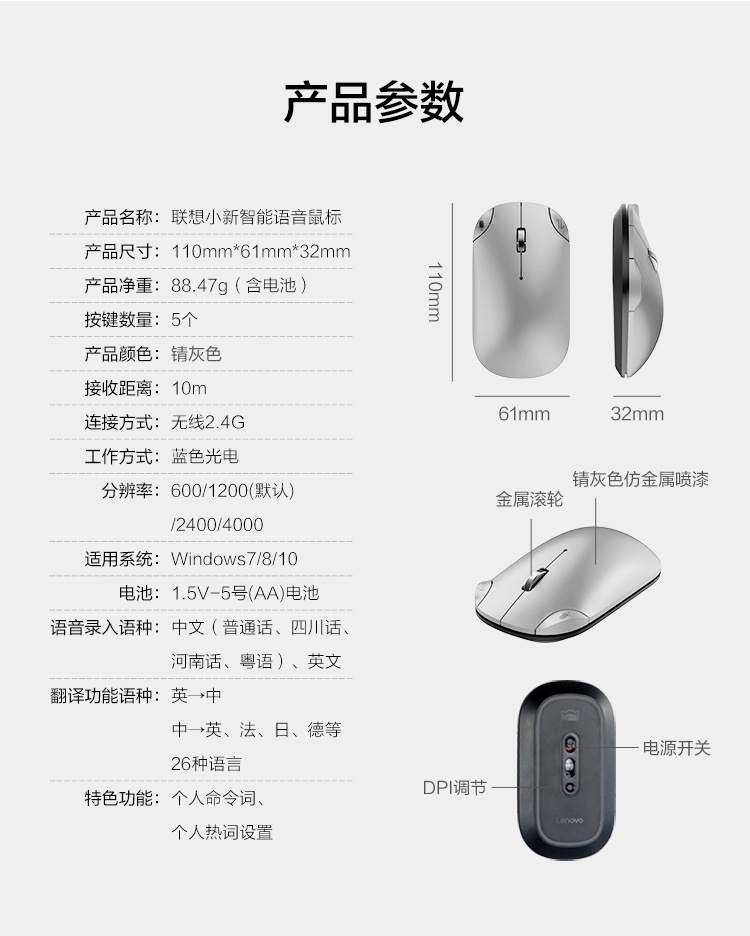 产品参数
产品名称：联想小新智能语音鼠标
产品尺寸：110mm*61mm*32mm
产品净重：88.47g（含电池）
按键数量：5个
产品颜色：锖灰色
接收距离：10m
连接方式：无线2.4G
工作方式：蓝色光电
分辨率：600/1200(默认)
/2400/4000
适用系统：Windows7/8/10
电池：1.5V-5号(AA)电池
语音录入语种：中文（普通话、四川话、
河南话、粤语）、英文
翻译功能语种：英→中
中→英、法、日、德等
26种语言
特色功能：个人命令词、
个人热词设置
110mm
61mm
32mm
锖灰色仿金属喷漆
金属滚轮
电源开关
DPI调节
Lenovo